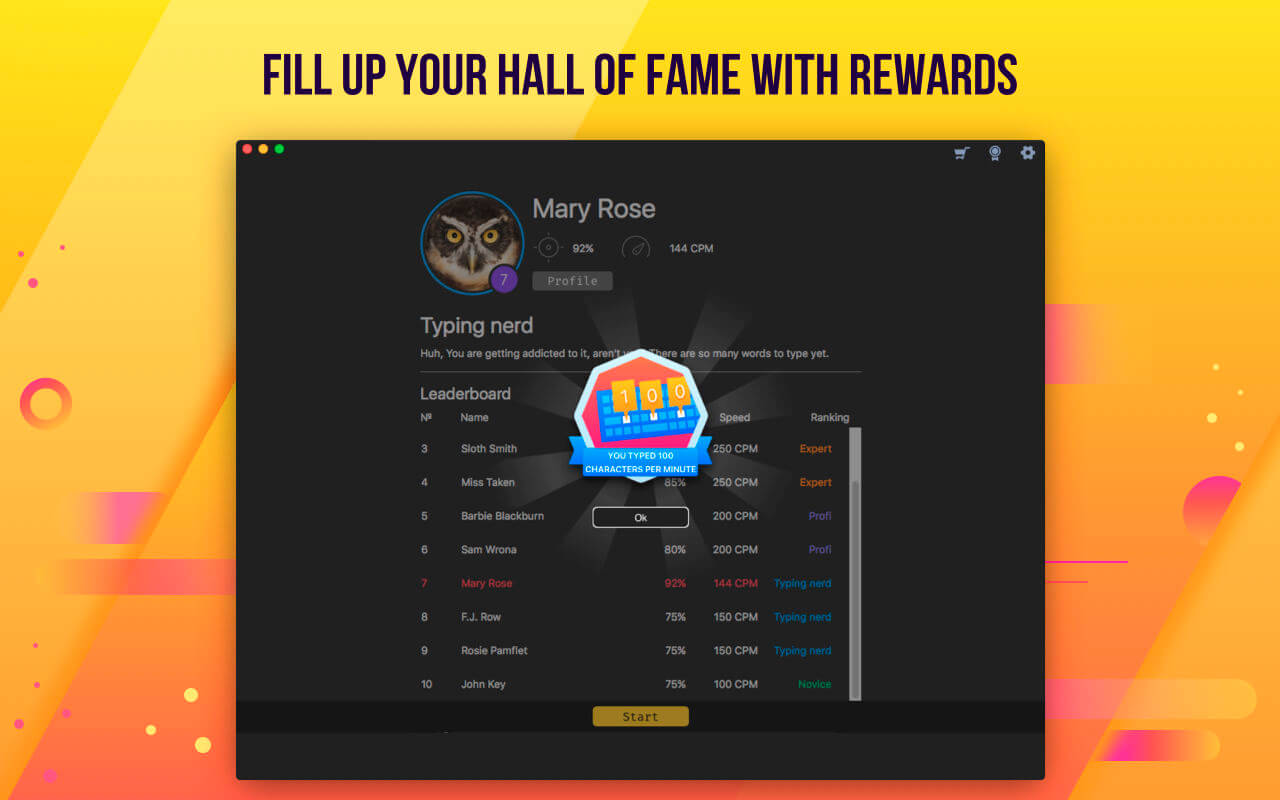 FILL UP YOUR HALL OF FAME WITH REWARDS
Mary Rose
92% 144 CPM
7
Profile
Typing nerd
Huh, You are getting addicted to it, aren't There are so many words to type yet.
Leaderboard
Nº Name Speed Ranking
1 0 0
3 Sloth Smith 250 CPM Expert
YOU TYPED 100
CHARACTERS PER MINUTE
4 Miss Taken 85% 250 CPM Expert
5 Barbie Blackburn 200 CPM Profi
Ok
6 Sam Wrona 80% 200 CPM Profi
7 Mary Rose 92% 144 CPM Typing nerd
8 F.J. Row 75% 150 CPM Typing nerd
9 Rosie Pamflet 75% 150 CPM Typing nerd
10 John Key 75% 100 CPM Novice
Start